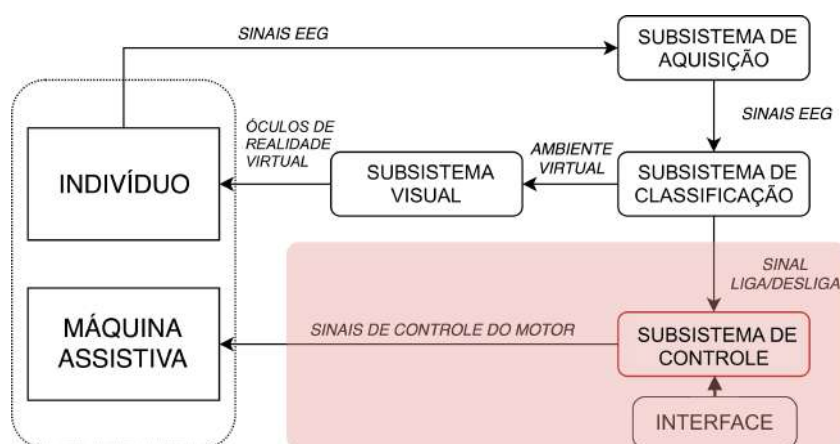 SINAIS EEG
SUBSISTEMA DE
AQUISIÇÃO
SINAIS EEG
ÓCULOS DE
REALIDADE
VIRTUAL
AMBIENTE
VIRTUAL
INDIVÍDUO
SUBSISTEMA
VISUAL
SUBSISTEMA DE
CLASSIFICAÇÃO
SINAL
LIGA/DESLIGA
MÁQUINA
ASSISTIVA
SINAIS DE CONTROLE DO MOTOR
SUBSISTEMA DE
CONTROLE
INTERFACE